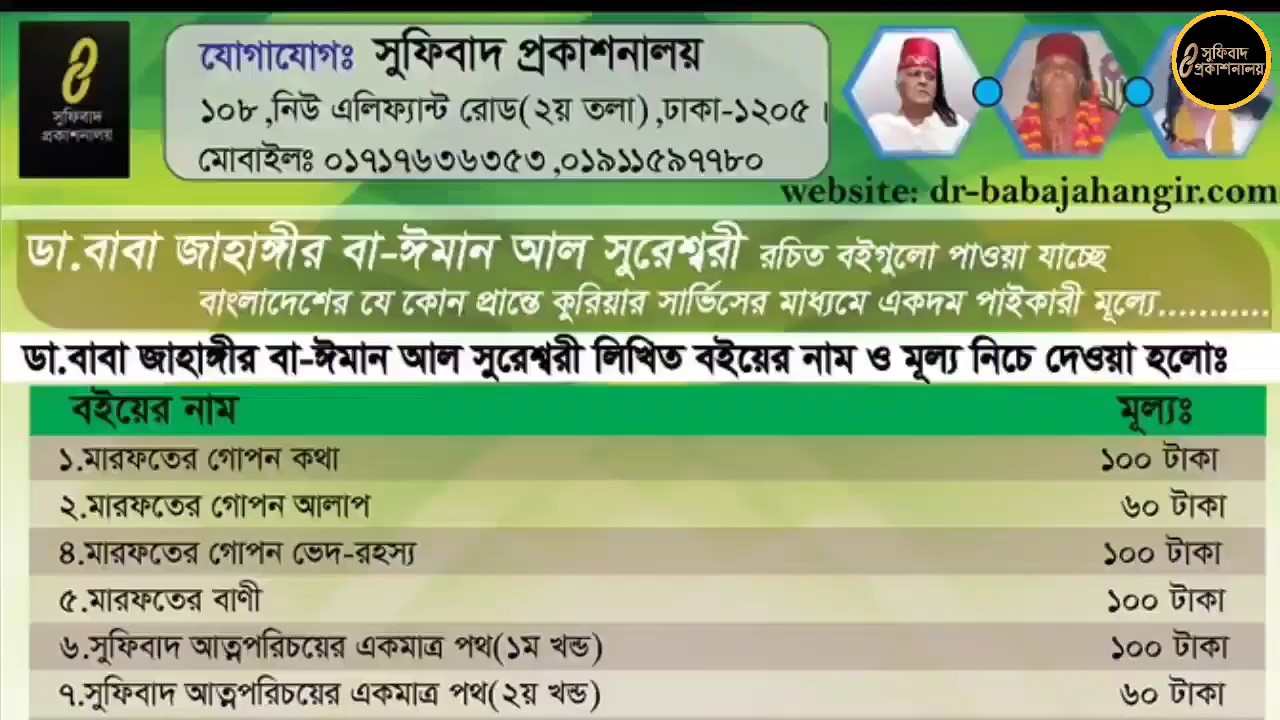 সুফিবাদ
প্রকাশনালয়
যোগাযোগঃ সুফিবাদ প্রকাশনালয়
১০৮ ,নিউ এলিফ্যান্ট রোড(২য় তলা) ,ঢাকা-১২০৫ ।
মোবাইলঃ ০১৭১৭৬৩৬৩৫৩ ,০১৯১১৫৯৭৭৮০
সুফিবাদ
প্রকাশনালয়
website: dr-babajahangir.com
ডা.বাবা জাহাঙ্গীর বা-ঈমান আল সুরেশ্বরী রচিত বইগুলো পাওয়া যাচ্ছে
বাংলাদেশের যে কোন প্রান্তে কুরিয়ার সার্ভিসের মাধ্যমে একদম পাইকারী মূল্যে............
ডা.বাবা জাহাঙ্গীর বা-ঈমান আল সুরেশ্বরী লিখিত বইয়ের নাম ও মূল্য নিচে দেওয়া হলোঃ
বইয়ের নাম মূল্যঃ
১.মারফতের গোপন কথা ১০০ টাকা
২.মারফতের গোপন আলাপ ৬০ টাকা
৪.মারফতের গোপন ভেদ-রহস্য ১০০ টাকা
৫.মারফতের বাণী ১০০ টাকা
৬.সুফিবাদ আত্নপরিচয়ের একমাত্র পথ(১ম খন্ড) ১০০ টাকা
৭.সুফিবাদ আত্নপরিচয়ের একমাত্র পথ(২য় খন্ড) ৬০ টাকা